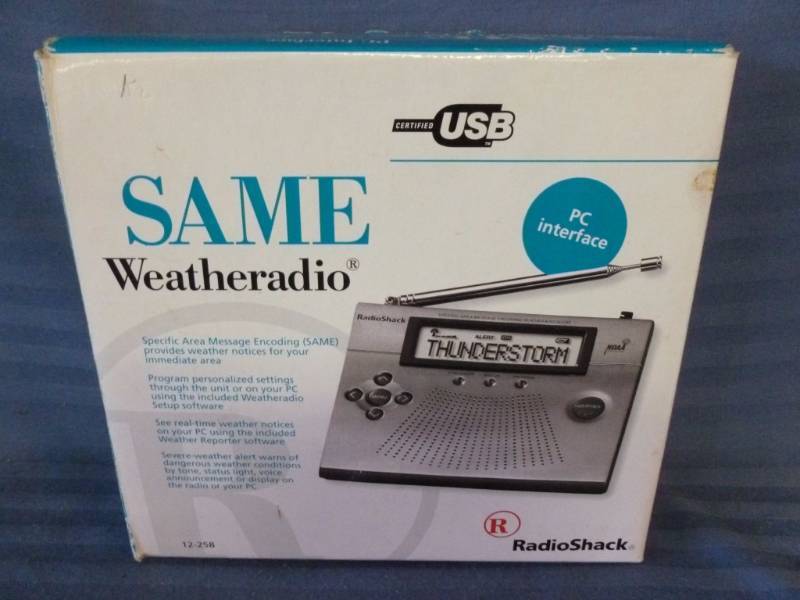 CERTIFIED USB™
SAME
Weatheradio®
PC
interface
Specific Area Message Encoding (SAME)
provides weather notices for your
immediate area
Program personalized settings
through the unit or on your PC
using the included Weatheradio
Setup software
See real-time weather notices
on your PC using the included
Weather Reporter software
Severe-weather alert warns of
dangerous weather conditions
by tone, status light, voice
announcement or display on
the radio or your PC
RadioShack
ALERT
THUNDERSTORM
NOAA
12-258
R
RadioShack®